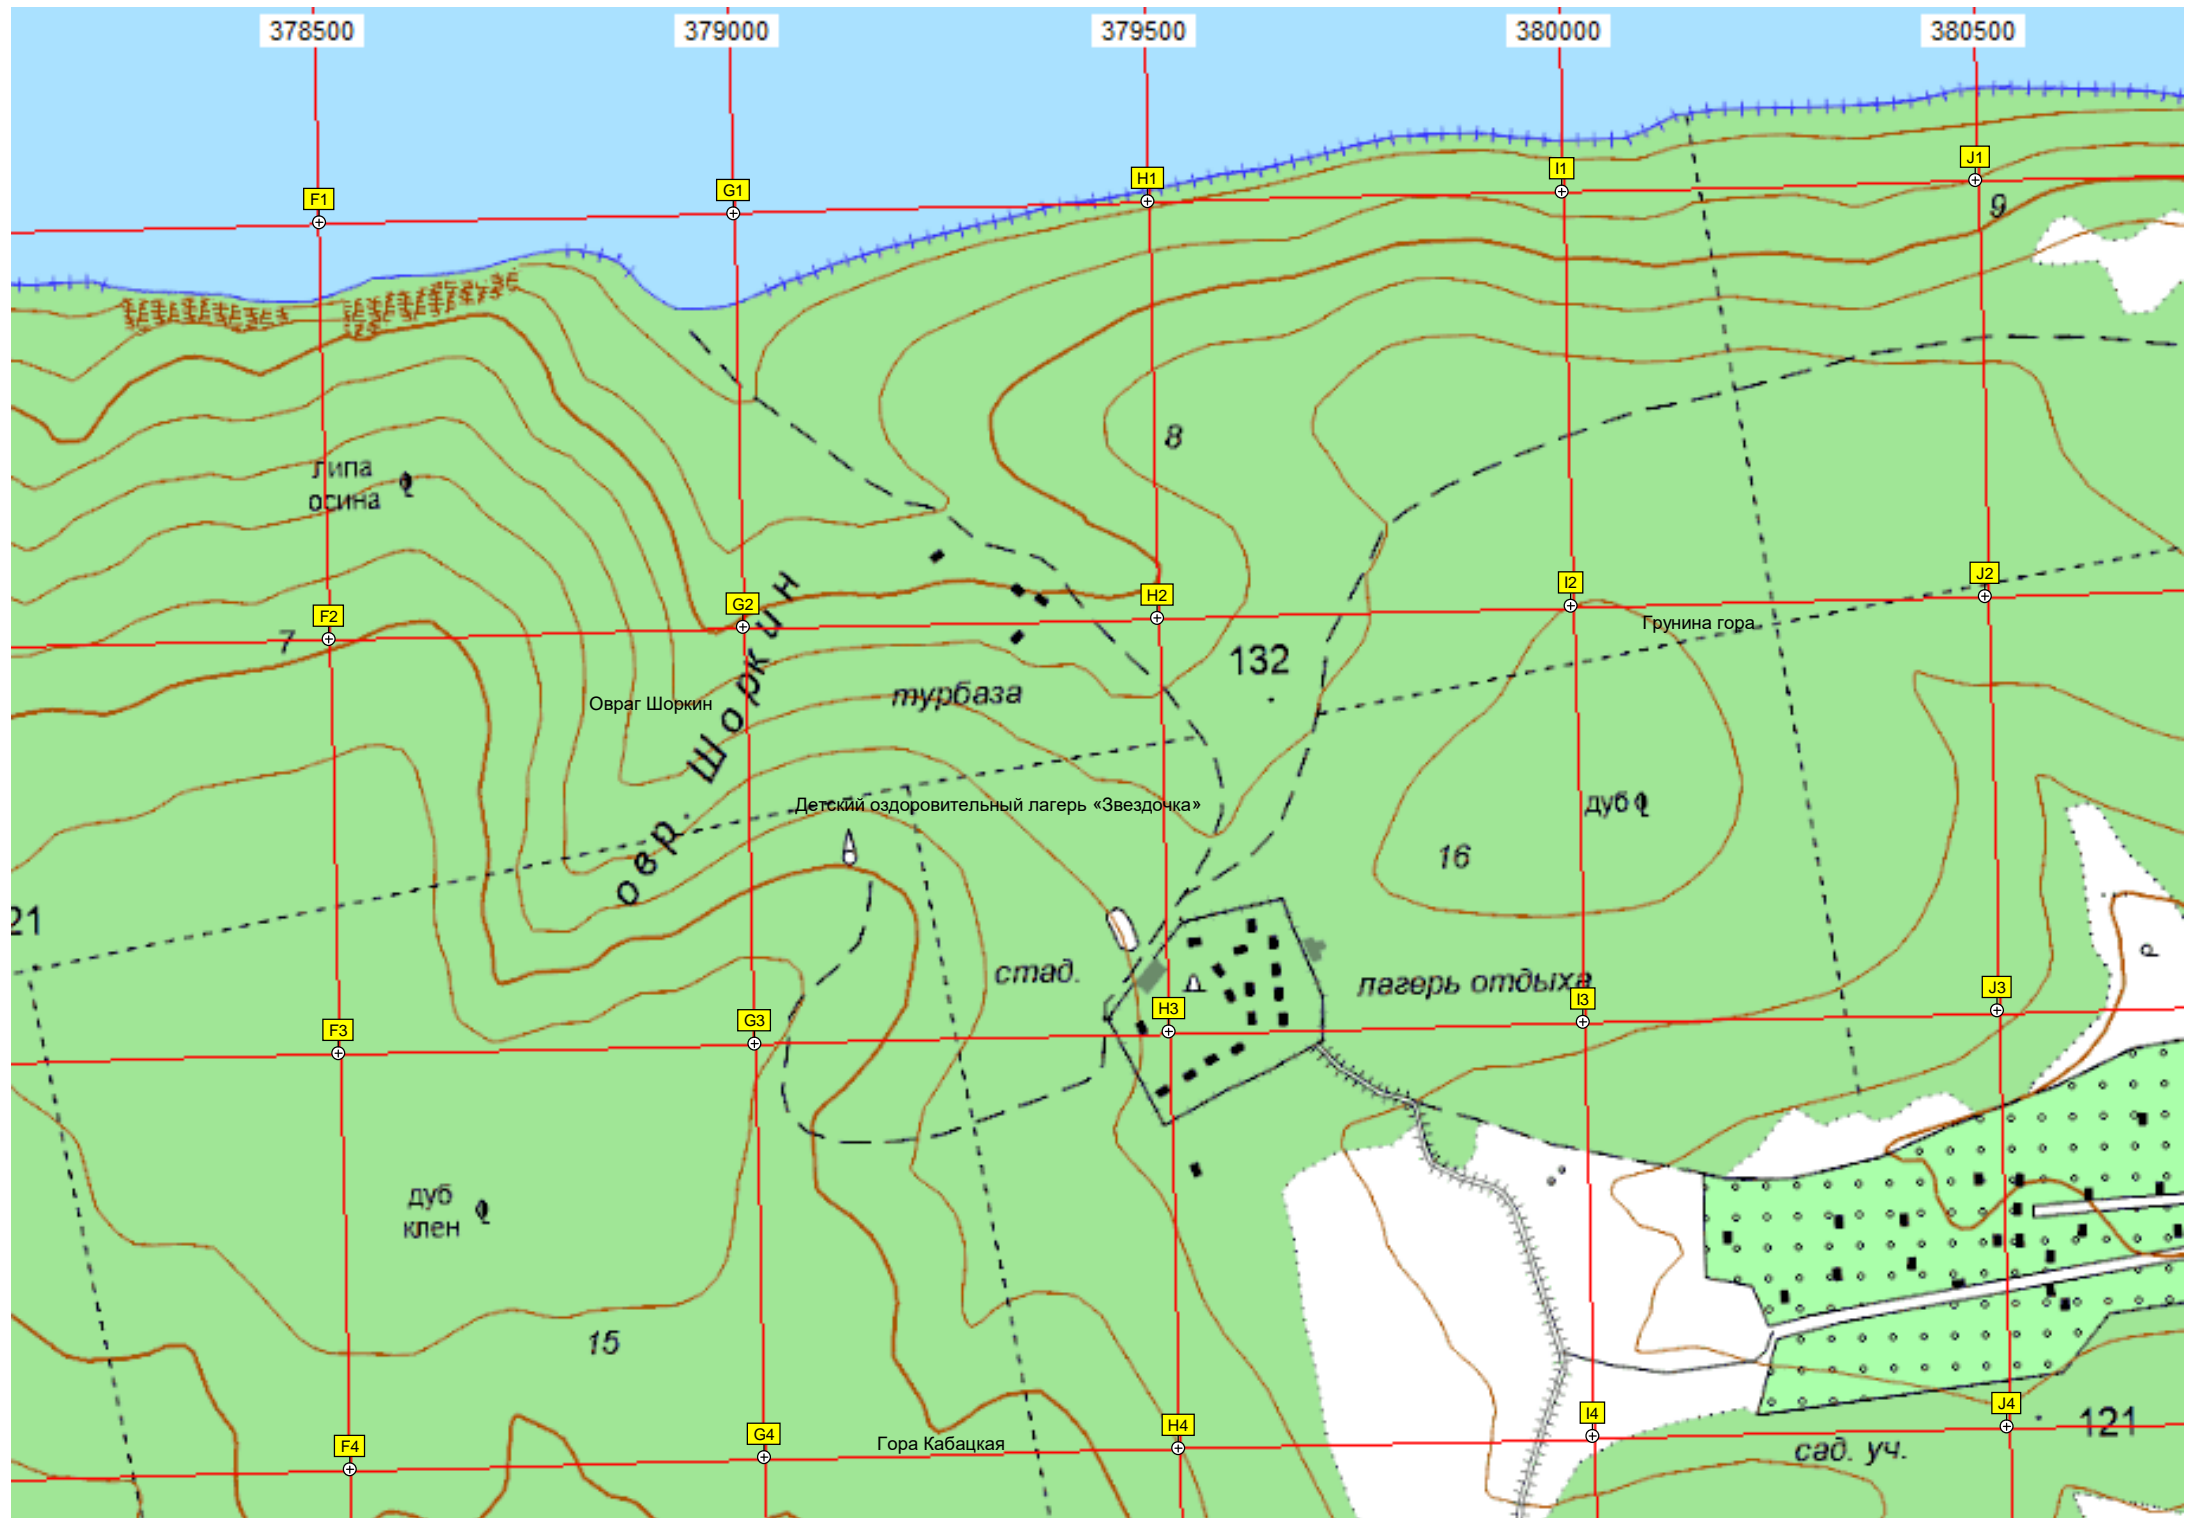 378500
379000
379500
380000
380500
F1
G1
H1
I1
J1
9
8
липа
осина
F2
G2
H2
I2
J2
7
Грунина гора
132
турбаза
Овраг Шоркин
овр. Шоркин
Детский оздоровительный лагерь «Звездочка»
дуб
16
21
стад.
лагерь отдыха
Р
F3
G3
H3
I3
J3
дуб
клен
15
F4
G4
H4
I4
J4
Гора Кабацкая
121
сад. уч.